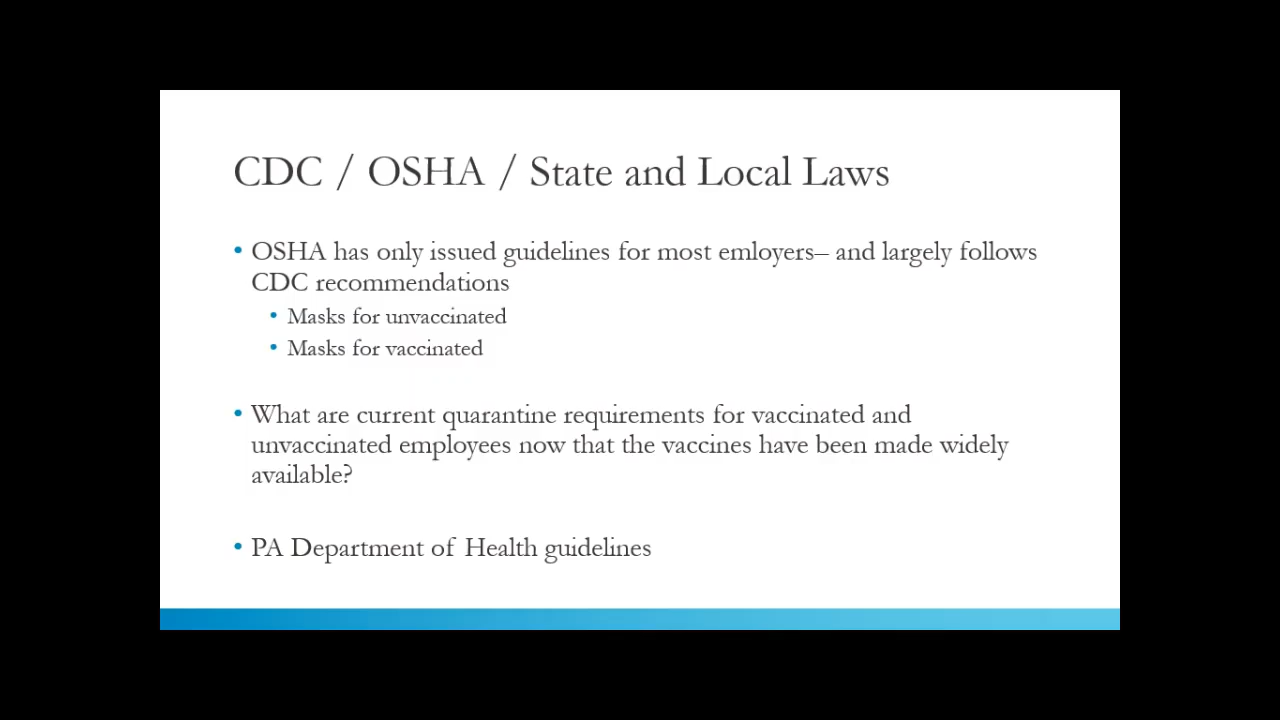 CDC / OSHA / State and Local Laws
• OSHA has only issued guidelines for most emloyers– and largely follows
CDC recommendations
• Masks for unvaccinated
• Masks for vaccinated
• What are current quarantine requirements for vaccinated and
unvaccinated employees now that the vaccines have been made widely
available?
• PA Department of Health guidelines